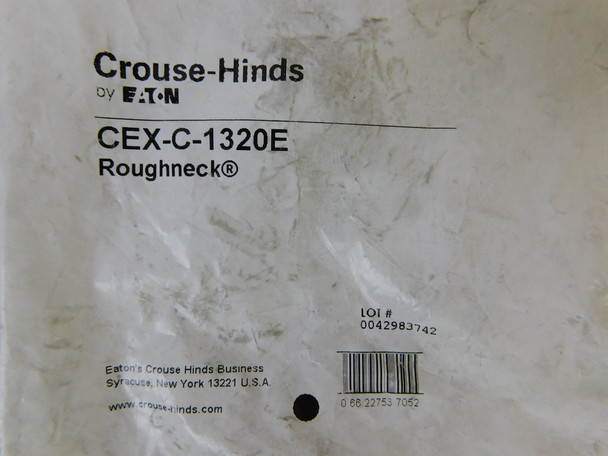 Crouse-Hinds
by EATON
CEX-C-1320E
Roughneck®
LOT #
0042983742
Eaton's Crouse Hinds Business
Syracuse, New York 13221 U.S.A.
www.crouse-hinds.com
0 66 22753 7052